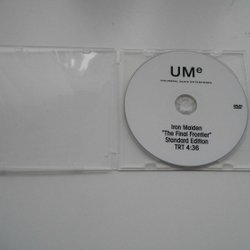 UMe
UNIVERSAL MUSIC ENTERPRISES
DVD
Iron Maiden
"The Final Frontier"
Standard Edition
TRT 4:36